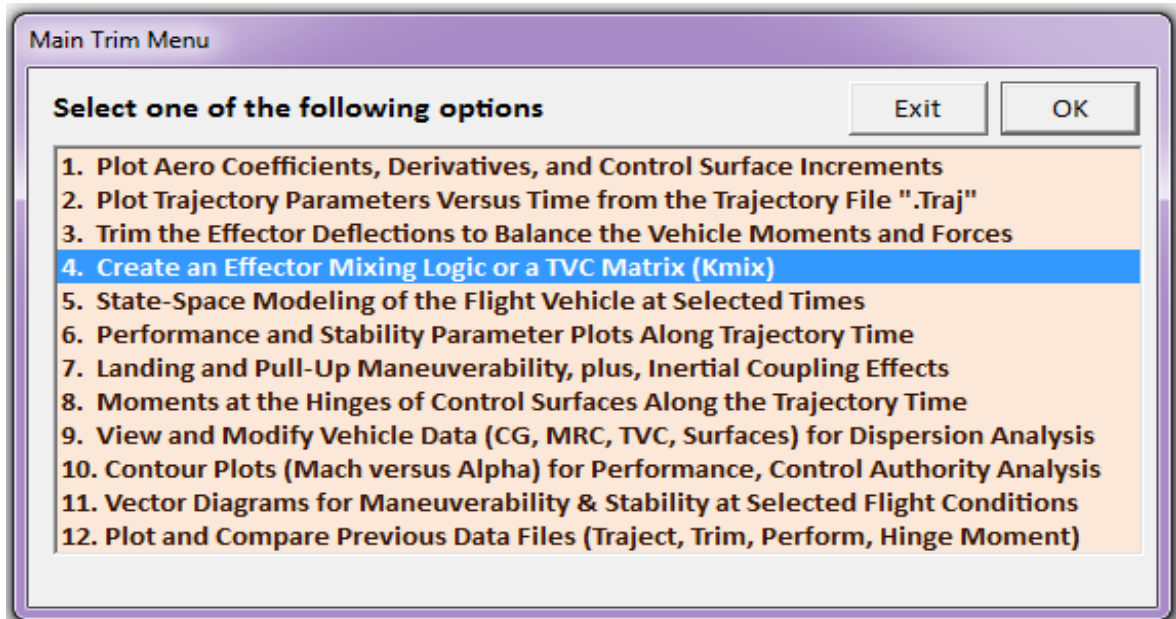 Main Trim Menu
Select one of the following options
Exit
OK
1. Plot Aero Coefficients, Derivatives, and Control Surface Increments
2. Plot Trajectory Parameters Versus Time from the Trajectory File ".Traj"
3. Trim the Effector Deflections to Balance the Vehicle Moments and Forces
4. Create an Effector Mixing Logic or a TVC Matrix (Kmix)
5. State-Space Modeling of the Flight Vehicle at Selected Times
6. Performance and Stability Parameter Plots Along Trajectory Time
7. Landing and Pull-Up Maneuverability, plus, Inertial Coupling Effects
8. Moments at the Hinges of Control Surfaces Along the Trajectory Time
9. View and Modify Vehicle Data (CG, MRC, TVC, Surfaces) for Dispersion Analysis
10. Contour Plots (Mach versus Alpha) for Performance, Control Authority Analysis
11. Vector Diagrams for Maneuverability & Stability at Selected Flight Conditions
12. Plot and Compare Previous Data Files (Traject, Trim, Perform, Hinge Moment)